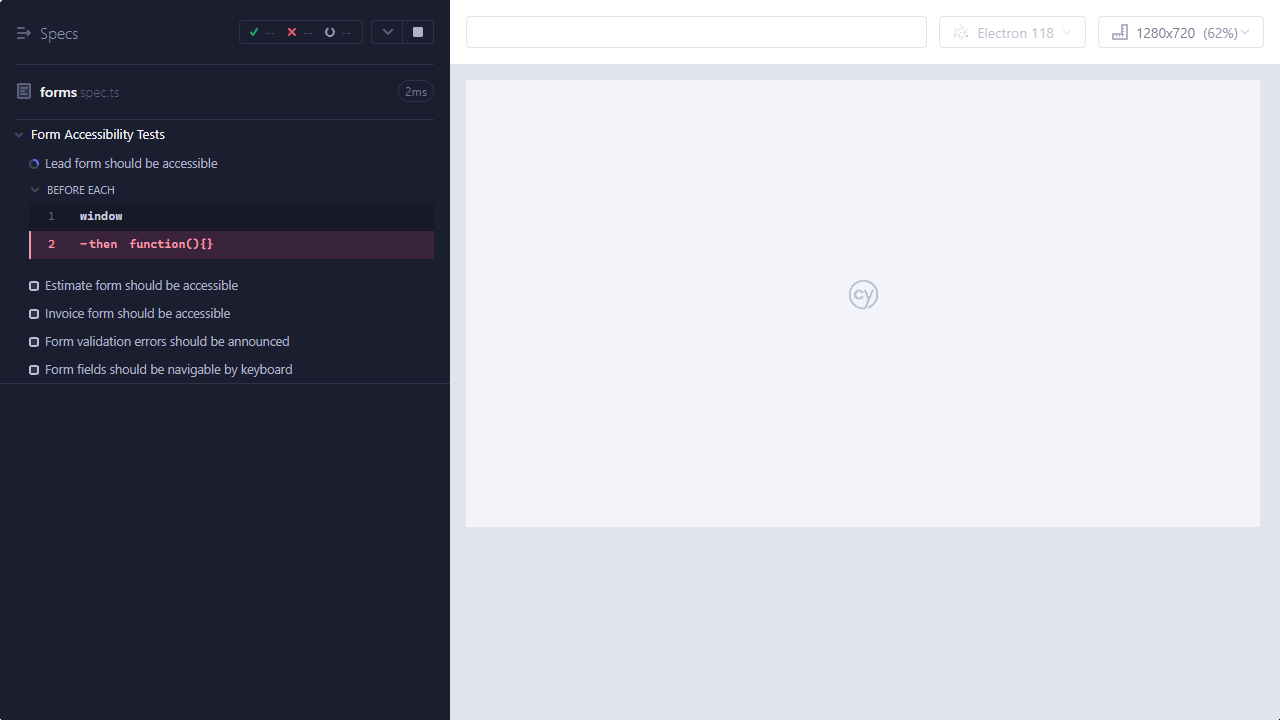 Specs
-- -- --
forms.spec.ts
2ms
Form Accessibility Tests
Lead form should be accessible
BEFORE EACH
1 window
2 -then function(){}
Estimate form should be accessible
Invoice form should be accessible
Form validation errors should be announced
Form fields should be navigable by keyboard
Electron 118
1280x720 (62%)
cy